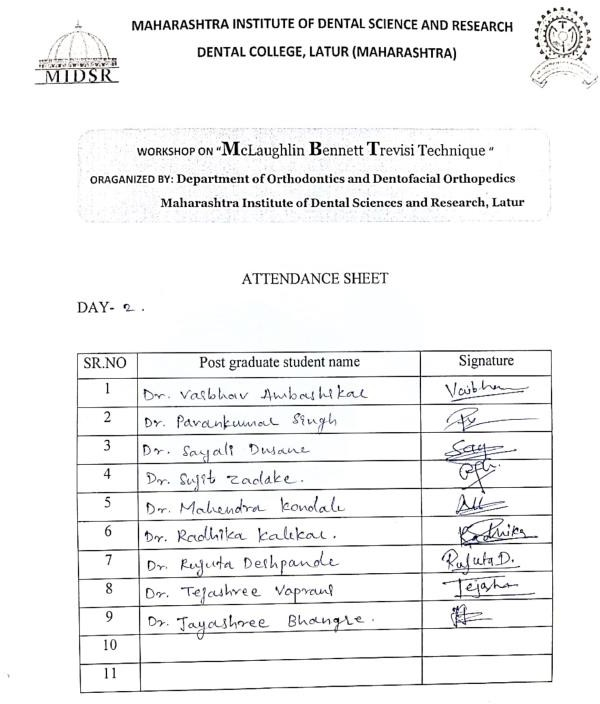 MAHARASHTRA INSTITUTE OF DENTAL SCIENCE AND RESEARCH
DENTAL COLLEGE, LATUR (MAHARASHTRA)
MIDSR
WORKSHOP ON "McLaughlin Bennett Trevisi Technique "
ORAGANIZED BY: Department of Orthodontics and Dentofacial Orthopedics
Maharashtra Institute of Dental Sciences and Research, Latur
ATTENDANCE SHEET
DAY- 2 .
SR.NO Post graduate student name Signature
1 Dr. Vaibhav Ambashikar Vaibhav
2 Dr. Pavankumar Singh
3 Dr. Sayali Dusane Say
4 Dr. Sujit Zadake.
5 Dr. Mahendra Kondale
6 Dr. Radhika Kalekar. Radhika
7 Dr. Rujuta Deshpande Rujuta D.
8 Dr. Tejashree Tejashree
9 Dr. Jayashree Bhangre.
10
11